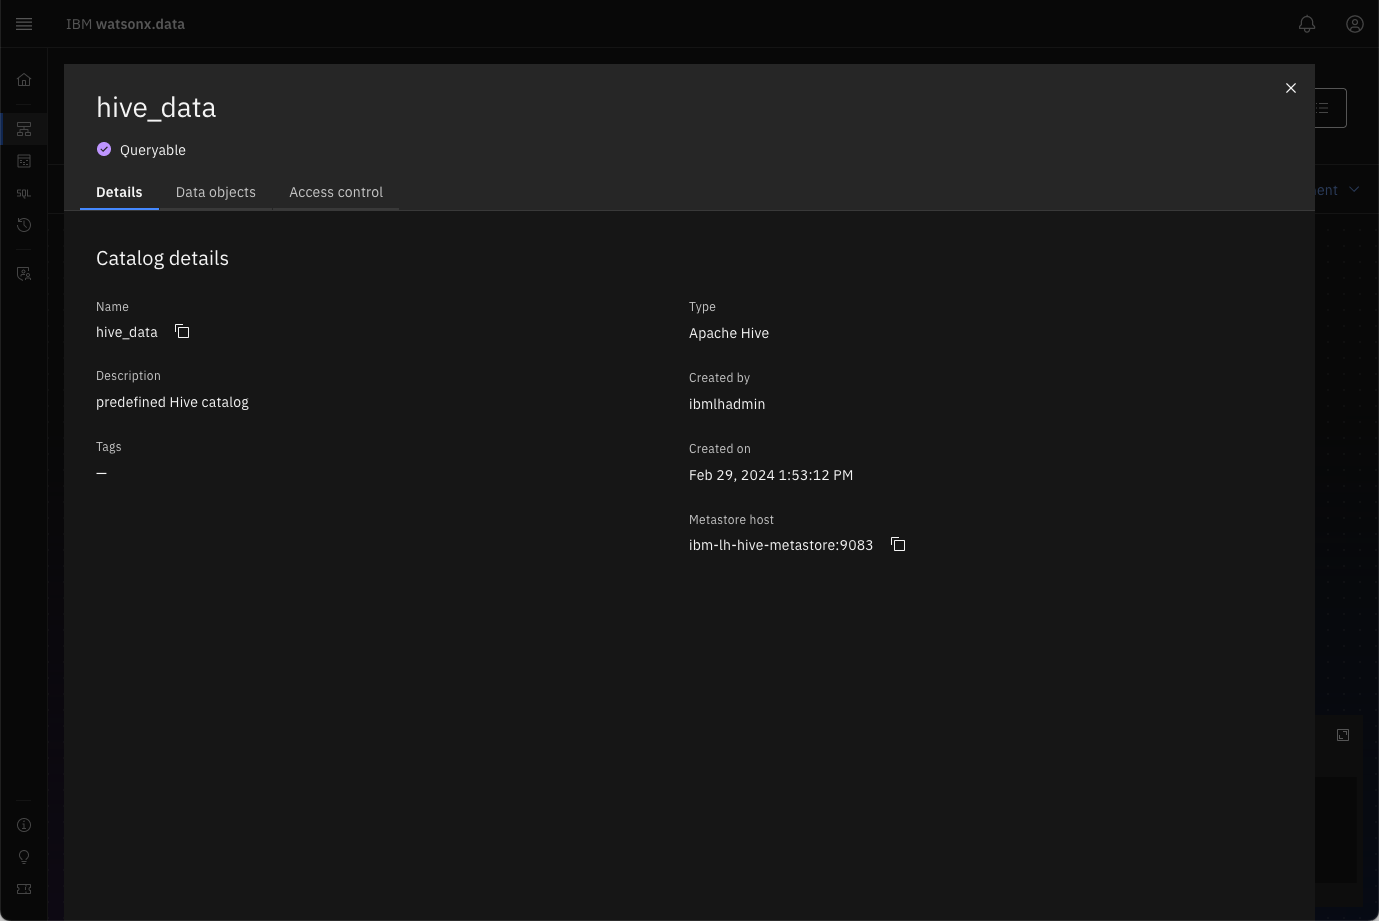 IBM watsonx.data
hive_data
Queryable
Details
Data objects
Access control
ent
SQL
Catalog details
Name
hive_data
Description
predefined Hive catalog
Tags
—
Type
Apache Hive
Created by
ibmlhadmin
Created on
Feb 29, 2024 1:53:12 PM
Metastore host
ibm-lh-hive-metastore:9083